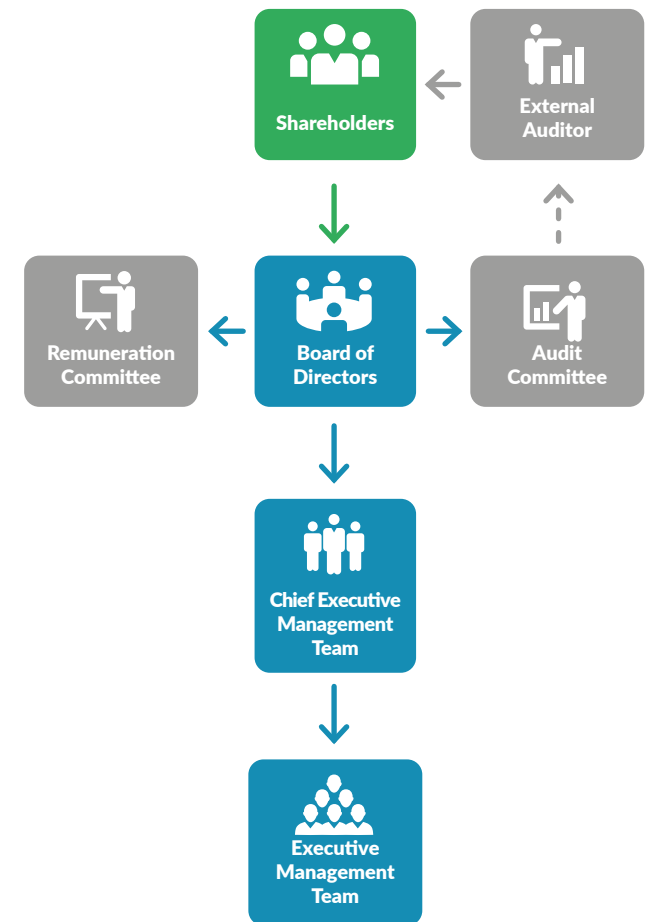 Shareholders
External
Auditor
Remuneration
Committee
Board of
Directors
Audit
Committee
Chief Executive
Management
Team
Executive
Management
Team